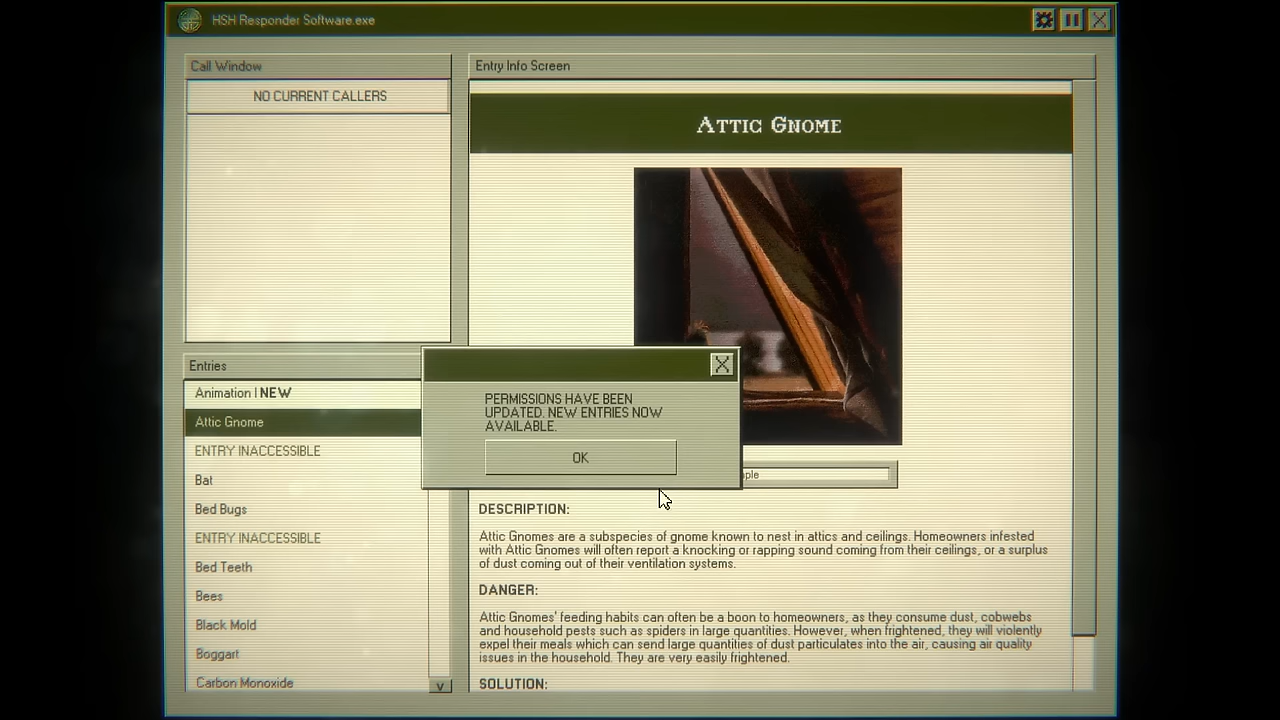 HSH Responder Software.exe
Call Window
NO CURRENT CALLERS
Entries
Animation | NEW
Attic Gnome
ENTRY INACCESSIBLE
Bat
Bed Bugs
ENTRY INACCESSIBLE
Bed Teeth
Bees
Black Mold
Boggart
Carbon Monoxide
v
Entry Info Screen
Attic Gnome
PERMISSIONS HAVE BEEN
UPDATED. NEW ENTRIES NOW
AVAILABLE.
OK
DESCRIPTION:
Attic Gnomes are a subspecies of gnome known to nest in attics and ceilings. Homeowners infested
with Attic Gnomes will often report a knocking or rapping sound coming from their ceilings, or a surplus
of dust coming out of their ventilation systems.
DANGER:
Attic Gnomes' feeding habits can often be a boon to homeowners, as they consume dust, cobwebs
and household pests such as spiders in large quantities. However, when frightened, they will violently
expel their meals which can send large quantities of dust particulates into the air, causing air quality
issues in the household. They are very easily frightened.
SOLUTION: